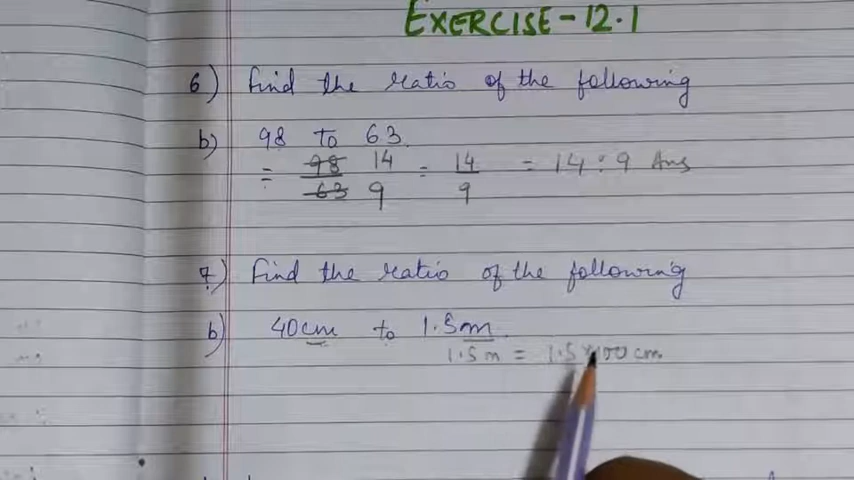 EXERCISE - 12.1
6) Find the ratio of the following
b) 98 to 63.
= 98/63 14/9 = 14/9 = 14 : 9 Ans
7) Find the ratio of the following
b) 40cm to 1.5m.
1.5m = 1.5×100 cm